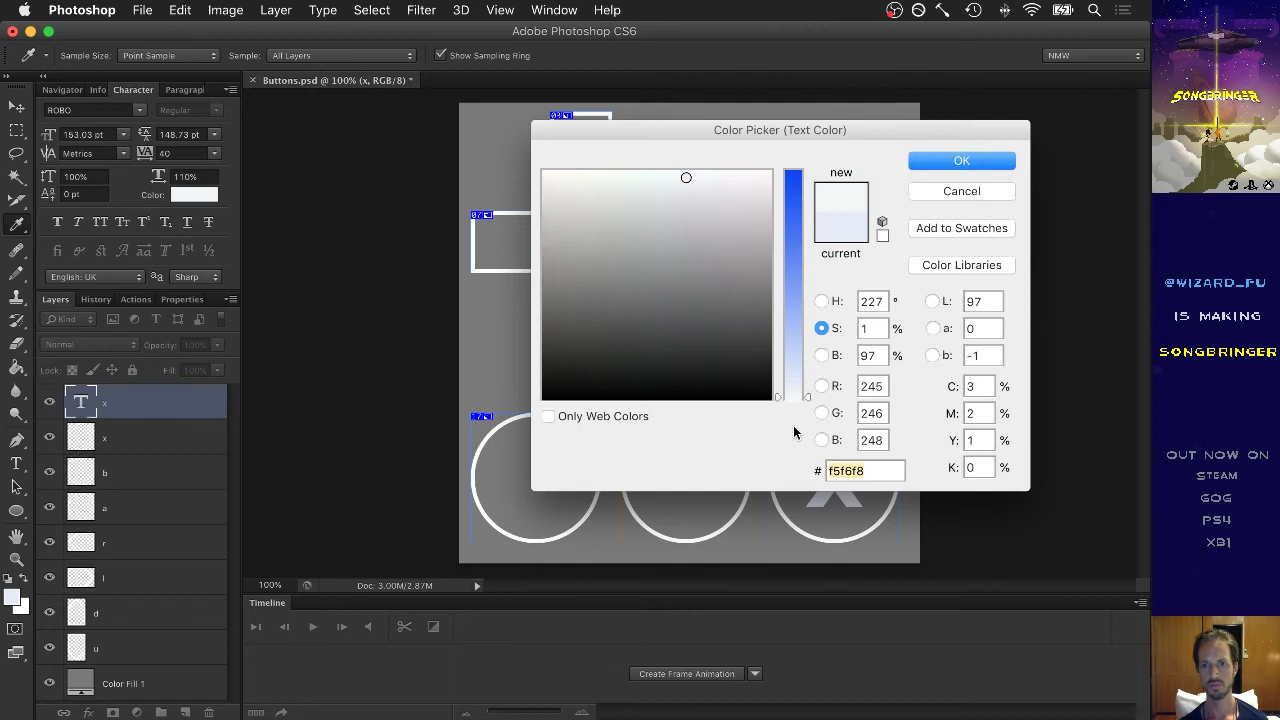 Photoshop File Edit Image Layer Type Select Filter 3D View Window Help
Adobe Photoshop CS6
Sample Size: Point Sample Sample: All Layers Show Sampling Ring NMW
Buttons.psd @ 100% (x, RGB/8) *
Navigator Info Character Paragraph
ROBO Regular
153.03 pt 148.73 pt
Metrics 40
100% 110%
0 pt Color:
English: UK Sharp
Layers History Actions Properties
Kind
Normal Opacity: 100%
Lock: Fill: 100%
x
x
b
a
r
l
d
u
Color Fill 1
03
07
17
X
100% Doc: 3.00M/2.87M
Timeline
Create Frame Animation
Color Picker (Text Color)
new
current
OK
Cancel
Add to Swatches
Color Libraries
H: 227 °
S: 1 %
B: 97 %
R: 245
G: 246
B: 248
# f5f6f8
L: 97
a: 0
b: -1
C: 3 %
M: 2 %
Y: 1 %
K: 0 %
Only Web Colors
SONGBRINGER
@WIZARD_FU
IS MAKING
SONGBRINGER
OUT NOW ON
STEAM
GOG
PS4
XB1